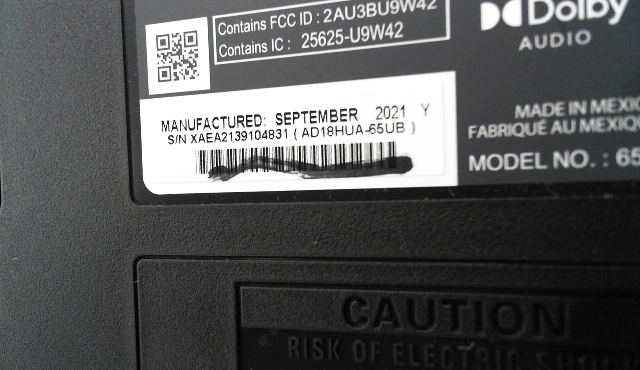 Contains FCC ID : 2AU3BU9W42
Contains IC : 25625-U9W42
Dolby
AUDIO
MANUFACTURED: SEPTEMBER 2021 Y
S/N XAEA2139104831 ( AD18HUA-65UB )
MADE IN MEXIC
FABRIQUÉ AU MEXIQU
MODEL NO. : 65
CAUTION
RISK OF ELECTRIC